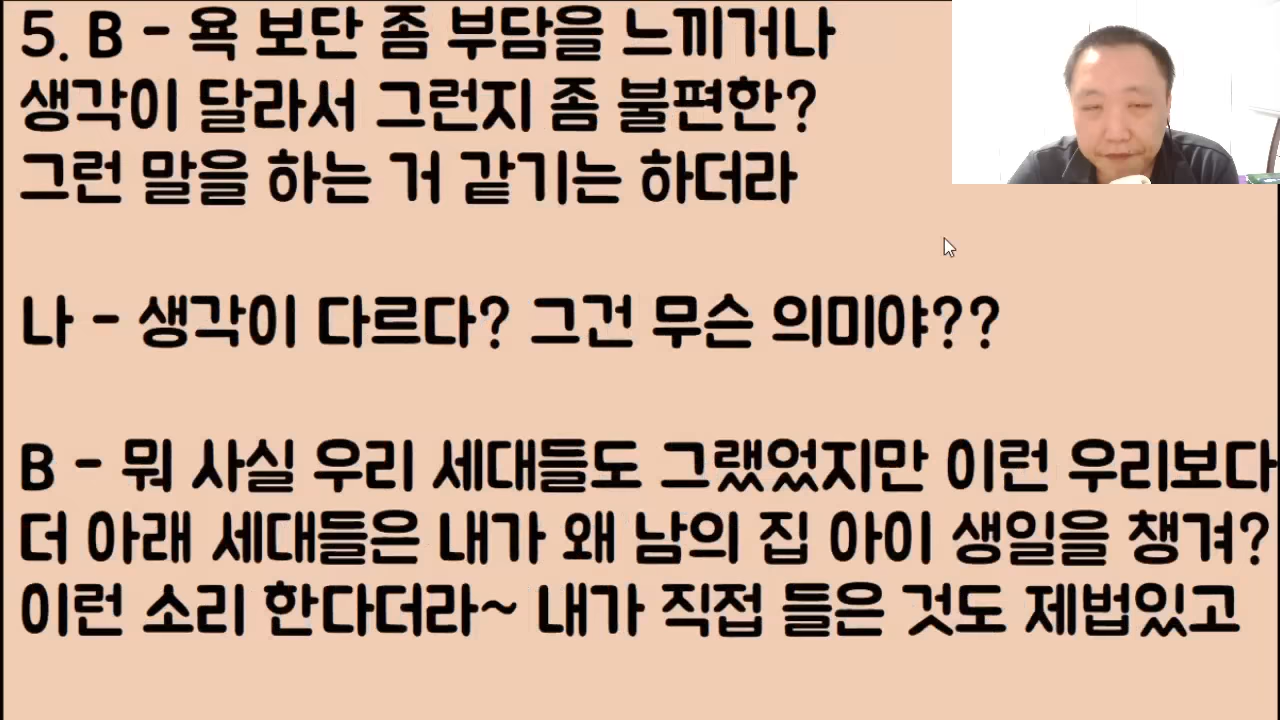 5. B - 욕 보단 좀 부담을 느끼거나
생각이 달라서 그런지 좀 불편한?
그런 말을 하는 거 같기는 하더라
나 - 생각이 다르다? 그건 무슨 의미야??
B - 뭐 사실 우리 세대들도 그랬었지만 이런 우리보다
더 아래 세대들은 내가 왜 남의 집 아이 생일을 챙겨?
이런 소리 한다더라~ 내가 직접 들은 것도 제법있고